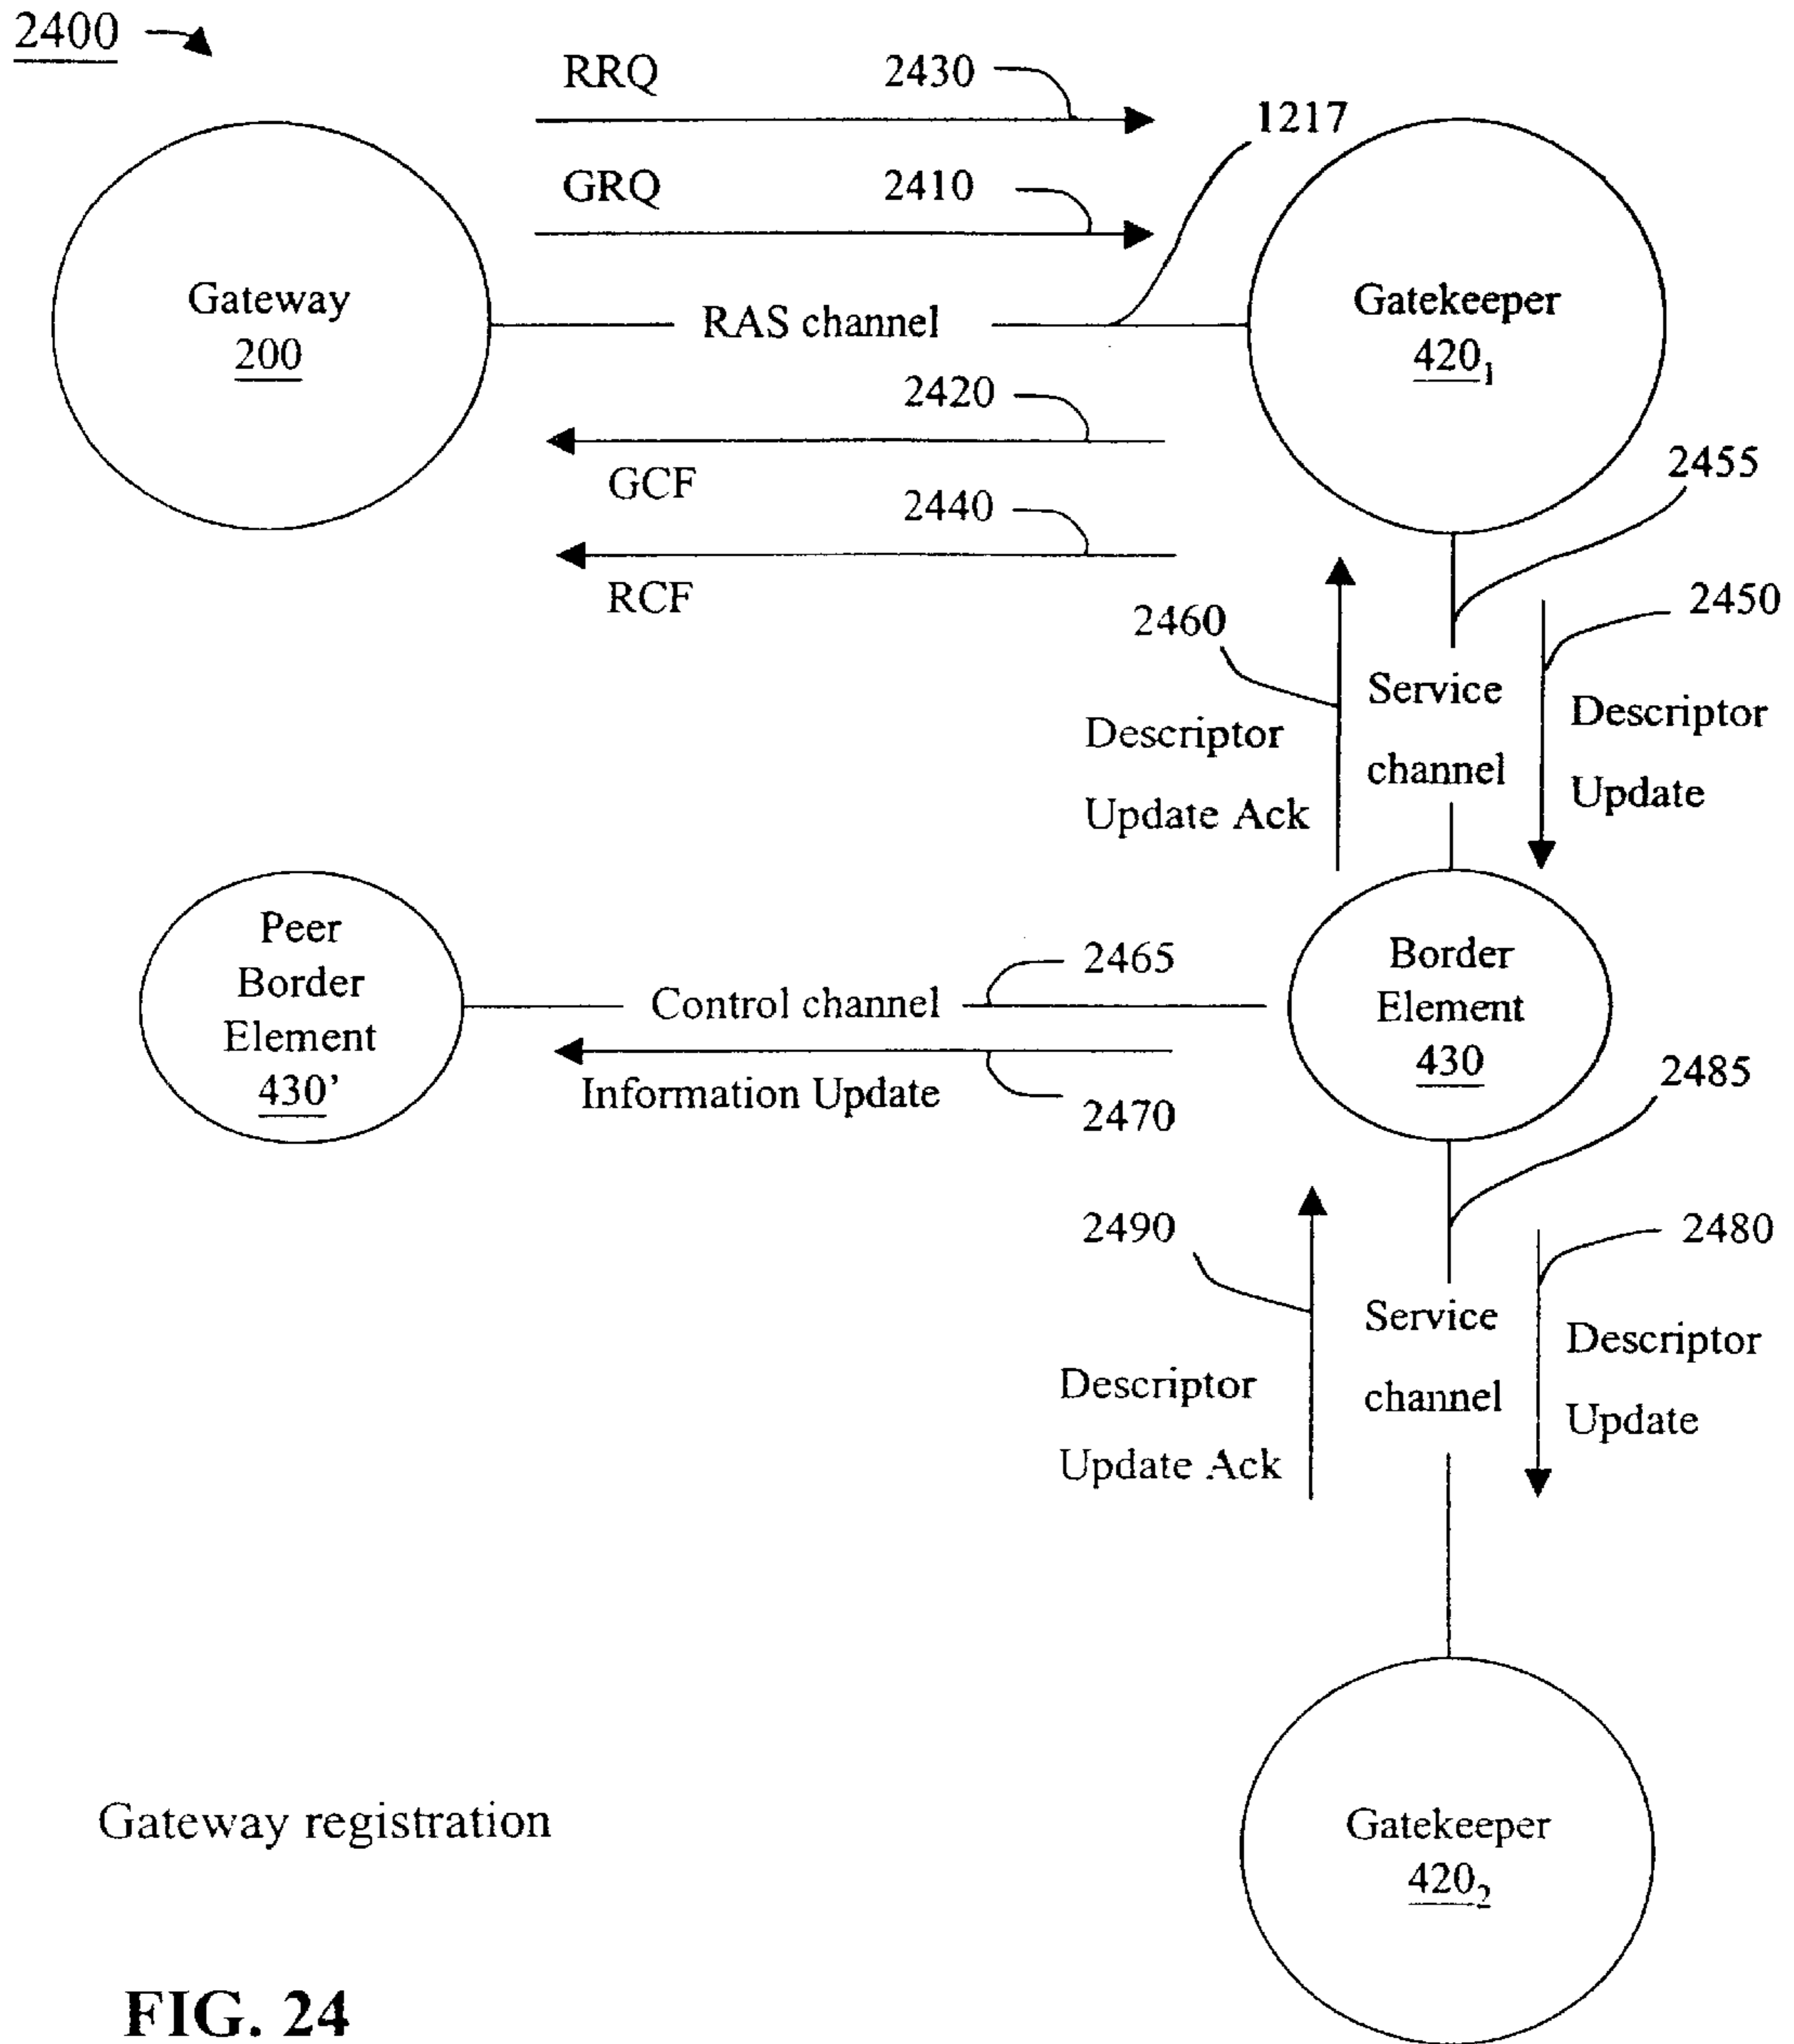 2400
RRQ 2430
1217
GRQ 2410
Gateway
200
RAS channel
Gatekeeper
420₁
2420
GCF
2440
RCF
2455
2450
2460
Service
channel
Descriptor
Update
Descriptor
Update Ack
Peer
Border
Element
430'
2465
Control channel
Information Update
2470
Border
Element
430
2485
2490
2480
Service
channel
Descriptor
Update
Descriptor
Update Ack
Gateway registration
Gatekeeper
420₂
FIG. 24